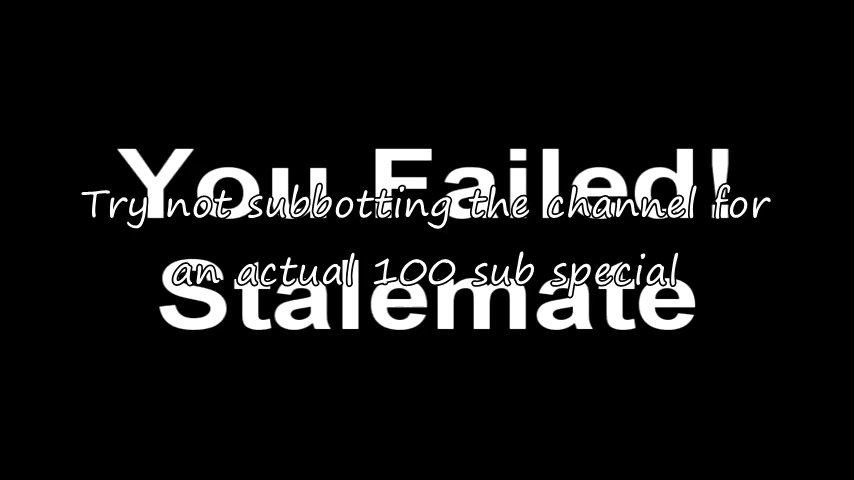 You Failed!
Try not subbotting the channel for
an actual 100 sub special
Stalemate